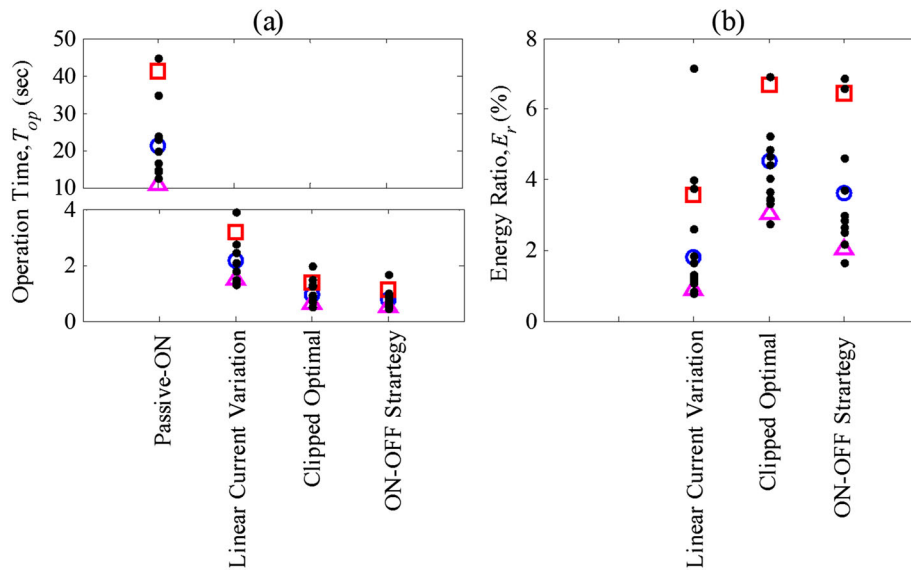 (a)
Operation Time, T_op (sec)
50
40
30
20
10
4
2
0
Passive-ON
Linear Current Variation
Clipped Optimal
ON-OFF Strartegy
(b)
Energy Ratio, E_r (%)
8
6
4
2
0
Linear Current Variation
Clipped Optimal
ON-OFF Strartegy